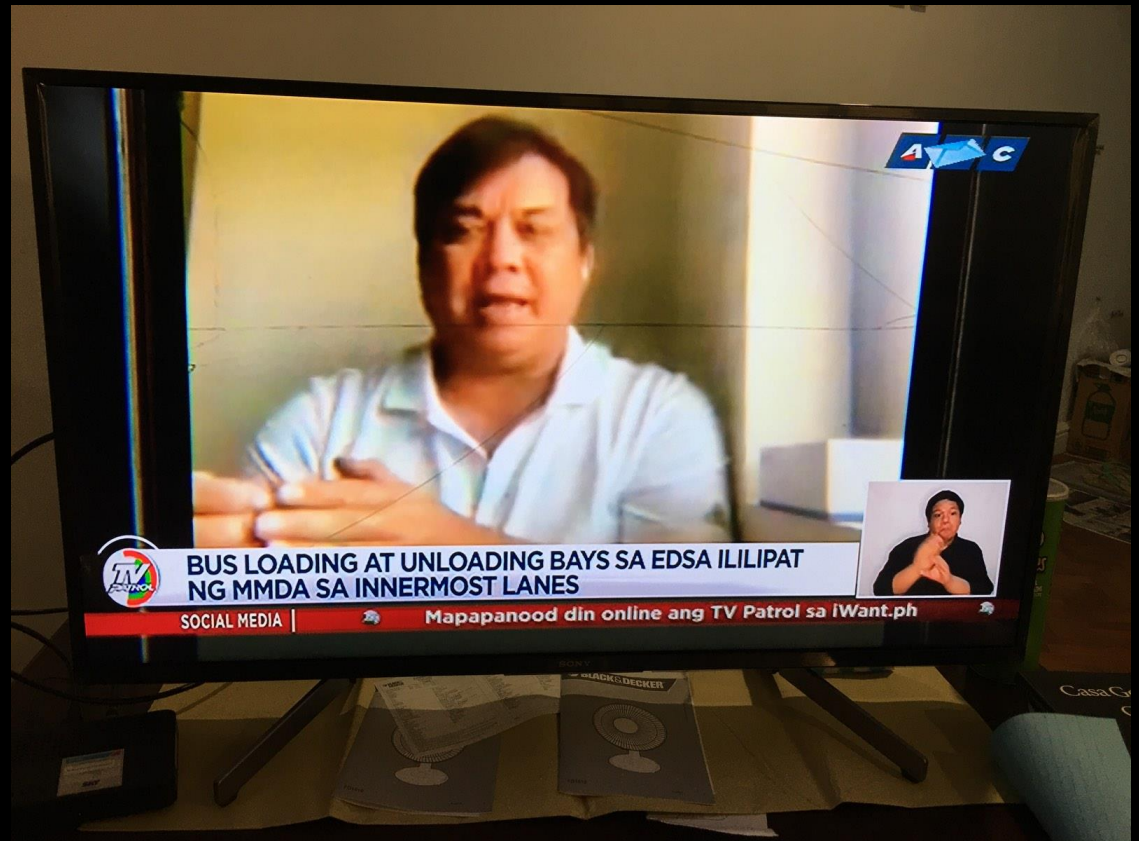 A C
BUS LOADING AT UNLOADING BAYS SA EDSA ILILIPAT
NG MMDA SA INNERMOST LANES
TV
PATROL
SOCIAL MEDIA
Mapapanood din online ang TV Patrol sa iWant.ph
SONY
BLACK& DECKER
Casa